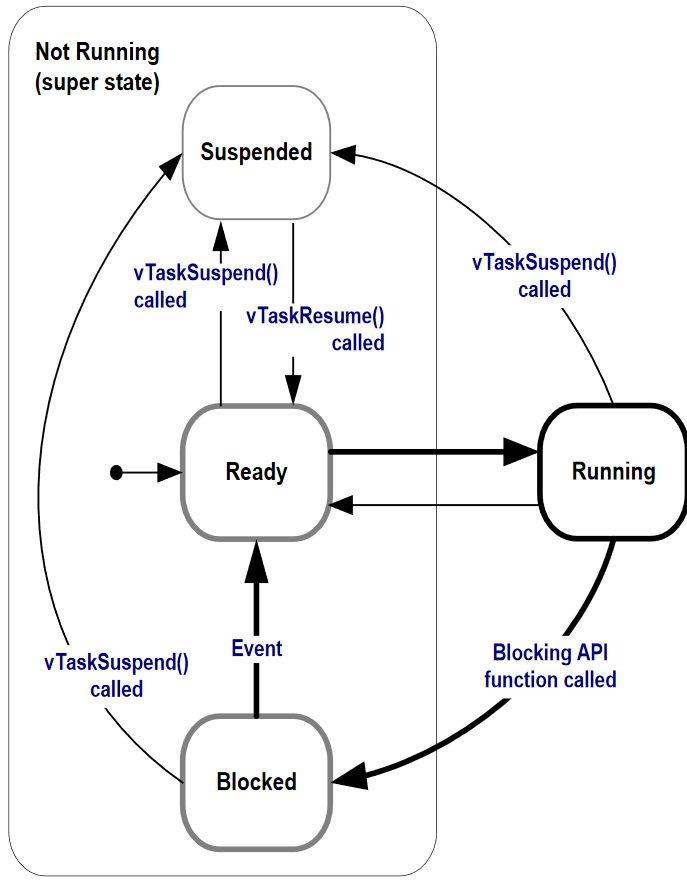 Not Running
(super state)
Suspended
vTaskSuspend()
called
vTaskSuspend()
called
vTaskResume()
called
Ready
Running
Event
Blocking API
function called
vTaskSuspend()
called
Blocked